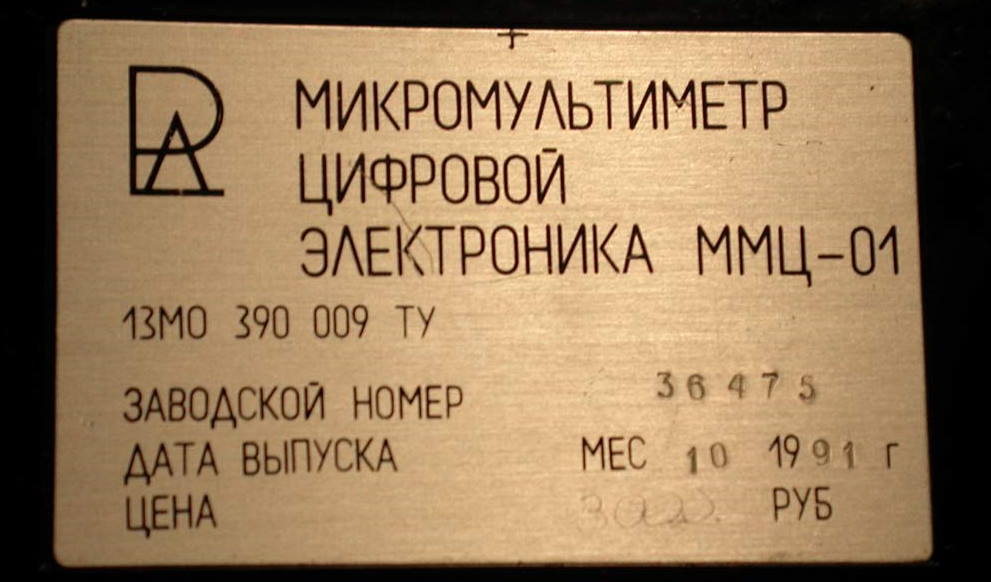 МИКРОМУЛЬТИМЕТР
ЦИФРОВОЙ
ЭЛЕКТРОНИКА ММЦ-01
13МО 390 009 ТУ
ЗАВОДСКОЙ НОМЕР 36475
ДАТА ВЫПУСКА МЕС 10 1991 г
ЦЕНА РУБ